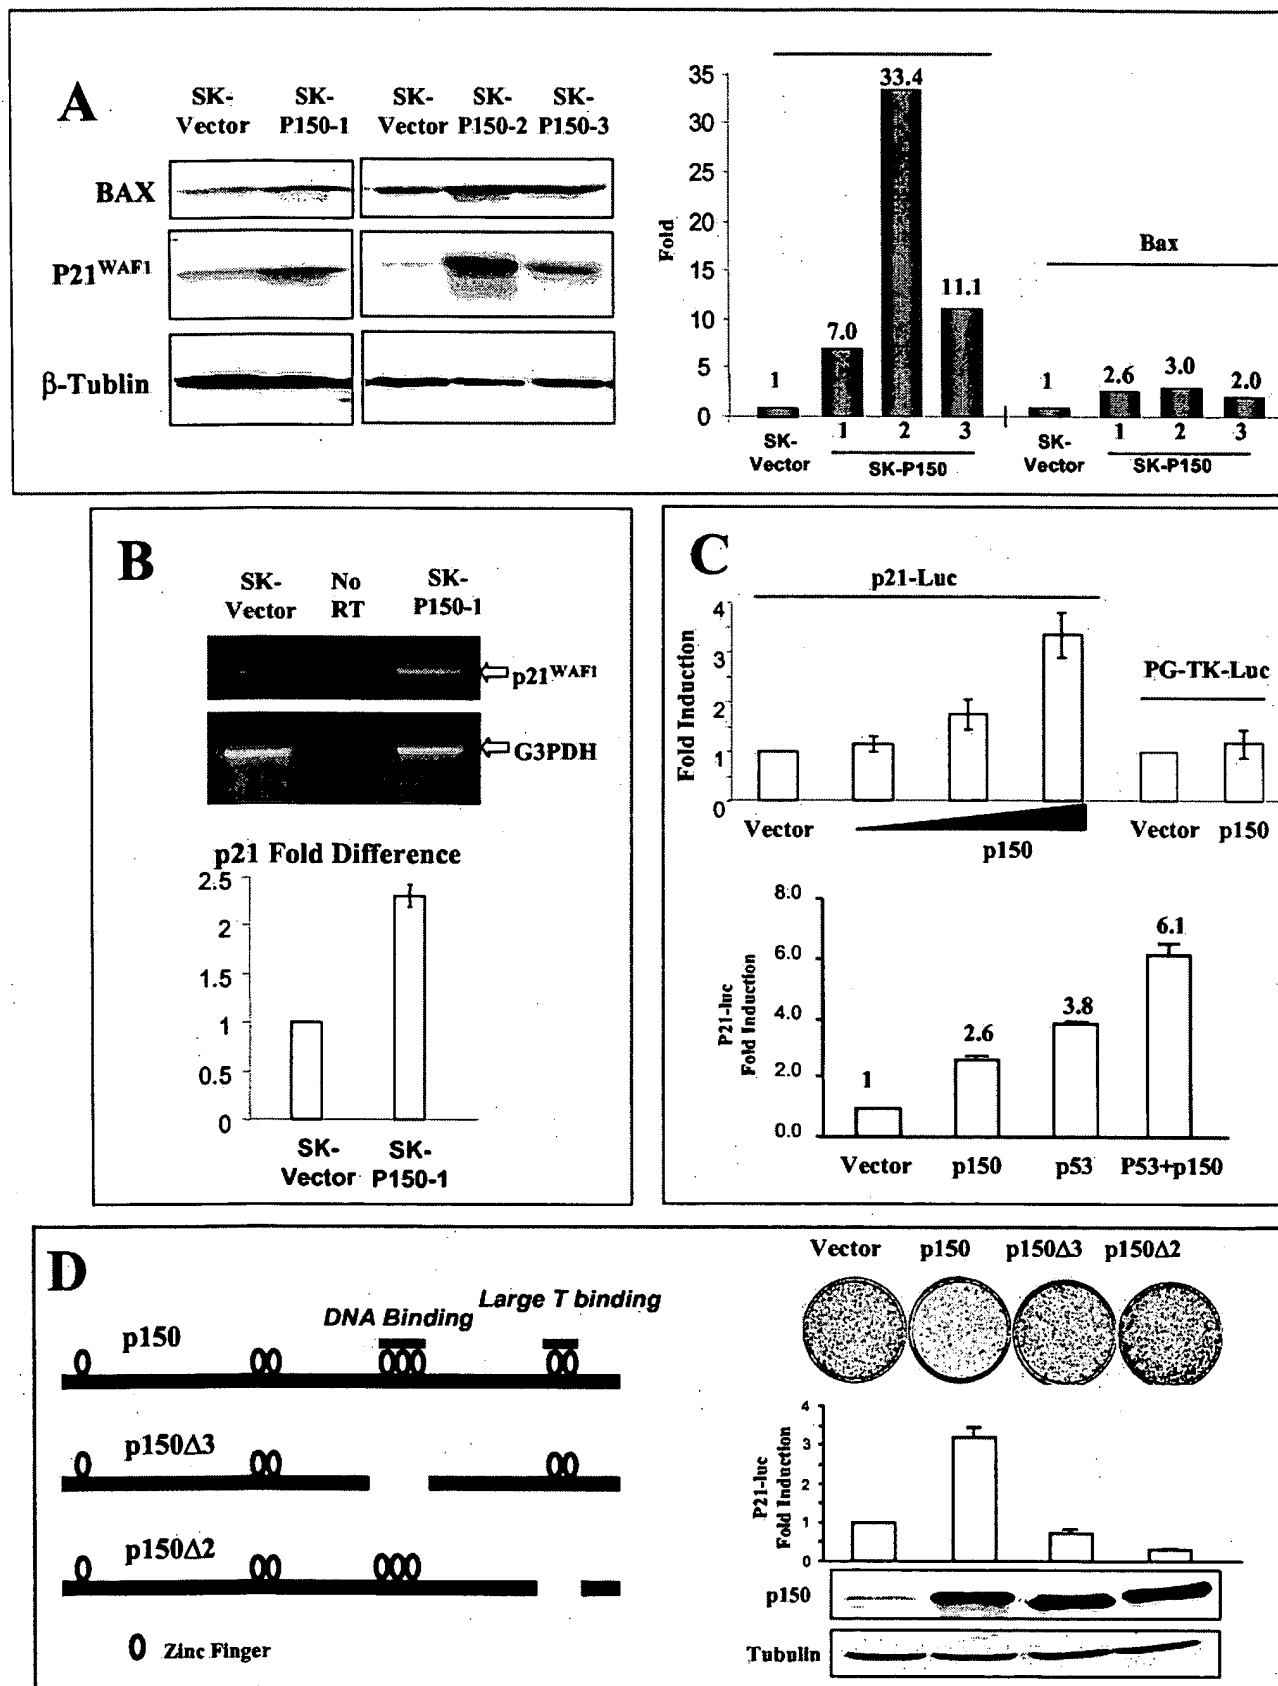 A
SK-
Vector
SK-
P150-1
SK-
Vector
SK-
P150-2
SK-
P150-3
BAX
P21WAF1
β-Tublin
Fold
35
30
25
20
15
10
5
0
1
7.0
33.4
11.1
Bax
1
2.6
3.0
2.0
SK-
Vector
1 2 3
SK-P150
SK-
Vector
1 2 3
SK-P150
B
SK-
Vector
No
RT
SK-
P150-1
p21WAF1
G3PDH
p21 Fold Difference
2.5
2
1.5
1
0.5
0
SK-
Vector
SK-
P150-1
C
p21-Luc
Fold Induction
4
3
2
1
0
PG-TK-Luc
Vector
p150
Vector p150
P21-luc
Fold Induction
8.0
6.0
4.0
2.0
0.0
1
2.6
3.8
6.1
Vector p150 p53 P53+p150
D
DNA Binding
Large T binding
p150
p150Δ3
p150Δ2
Zinc Finger
Vector p150 p150Δ3 p150Δ2
P21-luc
Fold Induction
4
3
2
1
0
p150
Tubulin